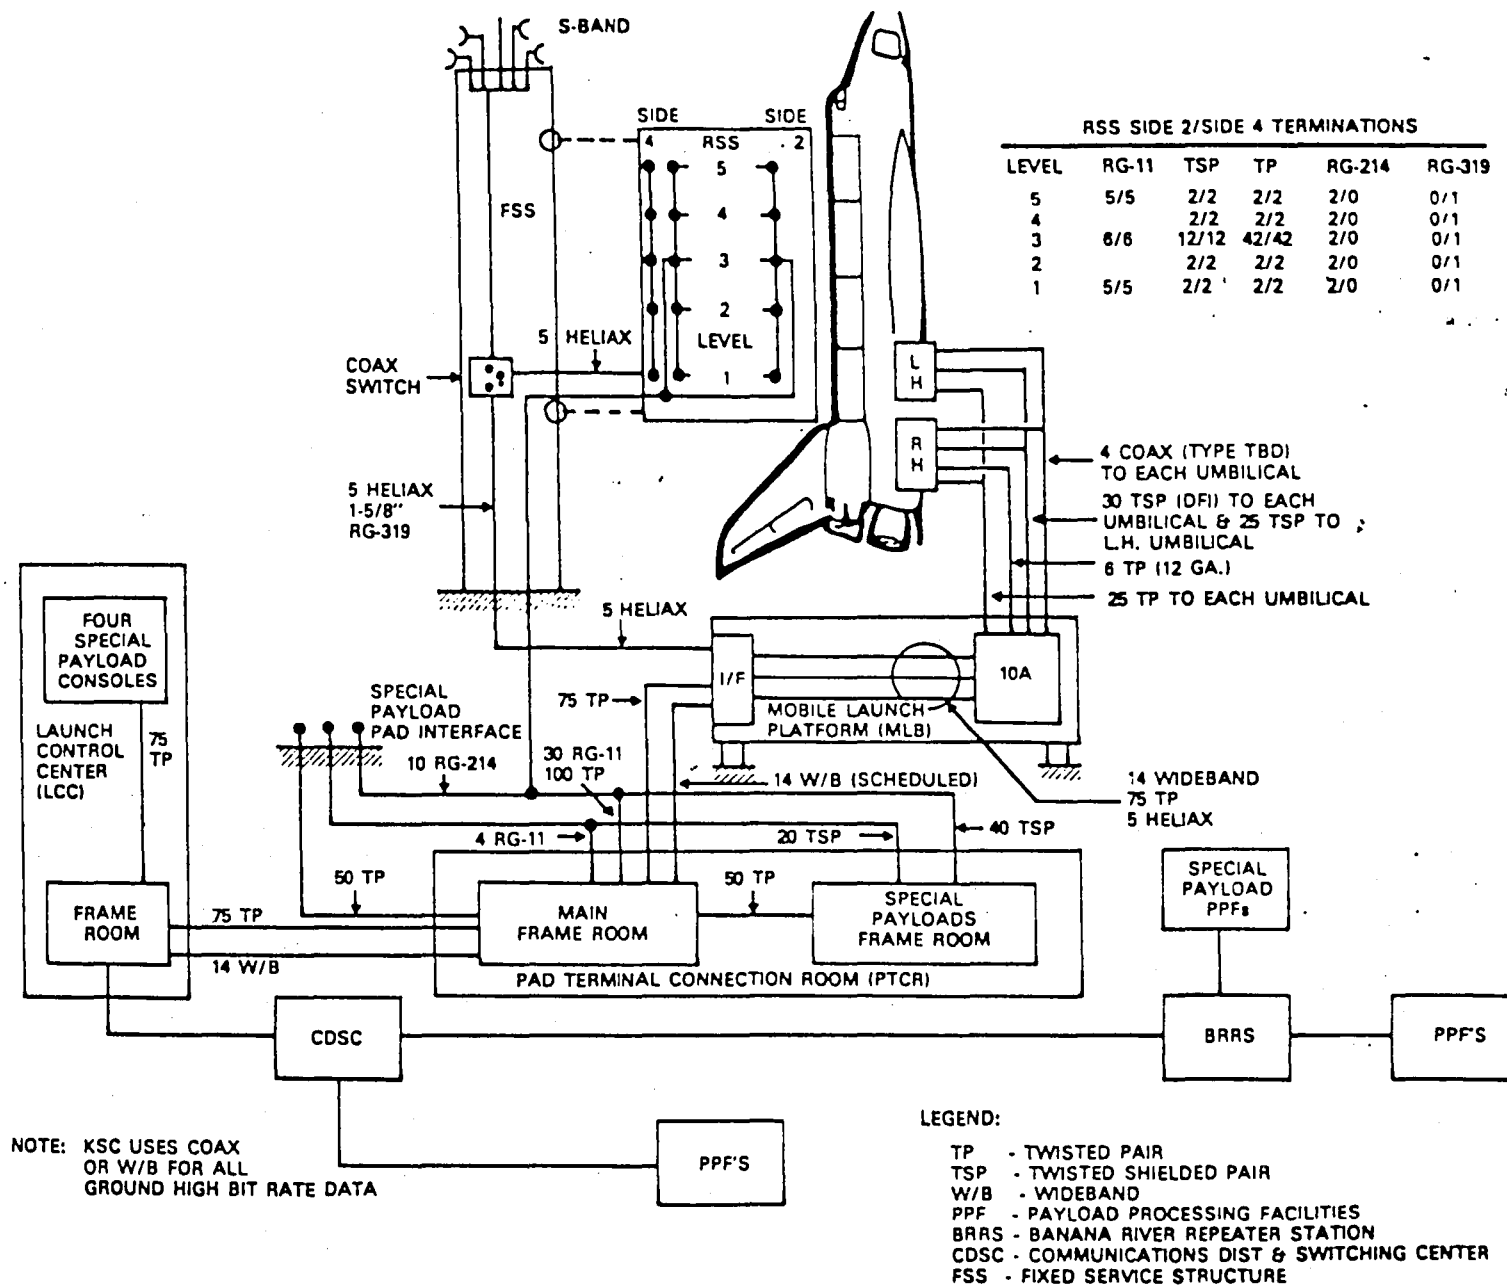 S-BAND
SIDE
SIDE
4
RSS
2
5
4
3
2
LEVEL
1
FSS
5 HELIAX
COAX
SWITCH
5 HELIAX
1-5/8"
RG-319
RSS SIDE 2/SIDE 4 TERMINATIONS
LEVEL RG-11 TSP TP RG-214 RG-319
5 5/5 2/2 2/2 2/0 0/1
4 2/2 2/2 2/0 0/1
3 6/6 12/12 42/42 2/0 0/1
2 2/2 2/2 2/0 0/1
1 5/5 2/2 2/2 2/0 0/1
L
H
R
H
4 COAX (TYPE TBD)
TO EACH UMBILICAL
30 TSP (DFI) TO EACH
UMBILICAL & 25 TSP TO
L.H. UMBILICAL
6 TP (12 GA.)
25 TP TO EACH UMBILICAL
FOUR
SPECIAL
PAYLOAD
CONSOLES
LAUNCH
CONTROL
CENTER
(LCC)
75
TP
FRAME
ROOM
5 HELIAX
I/F
10A
MOBILE LAUNCH
PLATFORM (MLB)
75 TP
SPECIAL
PAYLOAD
PAD INTERFACE
10 RG-214
30 RG-11
100 TP
14 W/B (SCHEDULED)
14 WIDEBAND
75 TP
5 HELIAX
4 RG-11
20 TSP
40 TSP
50 TP
50 TP
75 TP
14 W/B
MAIN
FRAME ROOM
SPECIAL
PAYLOADS
FRAME ROOM
PAD TERMINAL CONNECTION ROOM (PTCR)
SPECIAL
PAYLOAD
PPFs
CDSC
BRRS
PPF'S
PPF'S
NOTE: KSC USES COAX
OR W/B FOR ALL
GROUND HIGH BIT RATE DATA
LEGEND:
TP - TWISTED PAIR
TSP - TWISTED SHIELDED PAIR
W/B - WIDEBAND
PPF - PAYLOAD PROCESSING FACILITIES
BRRS - BANANA RIVER REPEATER STATION
CDSC - COMMUNICATIONS DIST & SWITCHING CENTER
FSS - FIXED SERVICE STRUCTURE